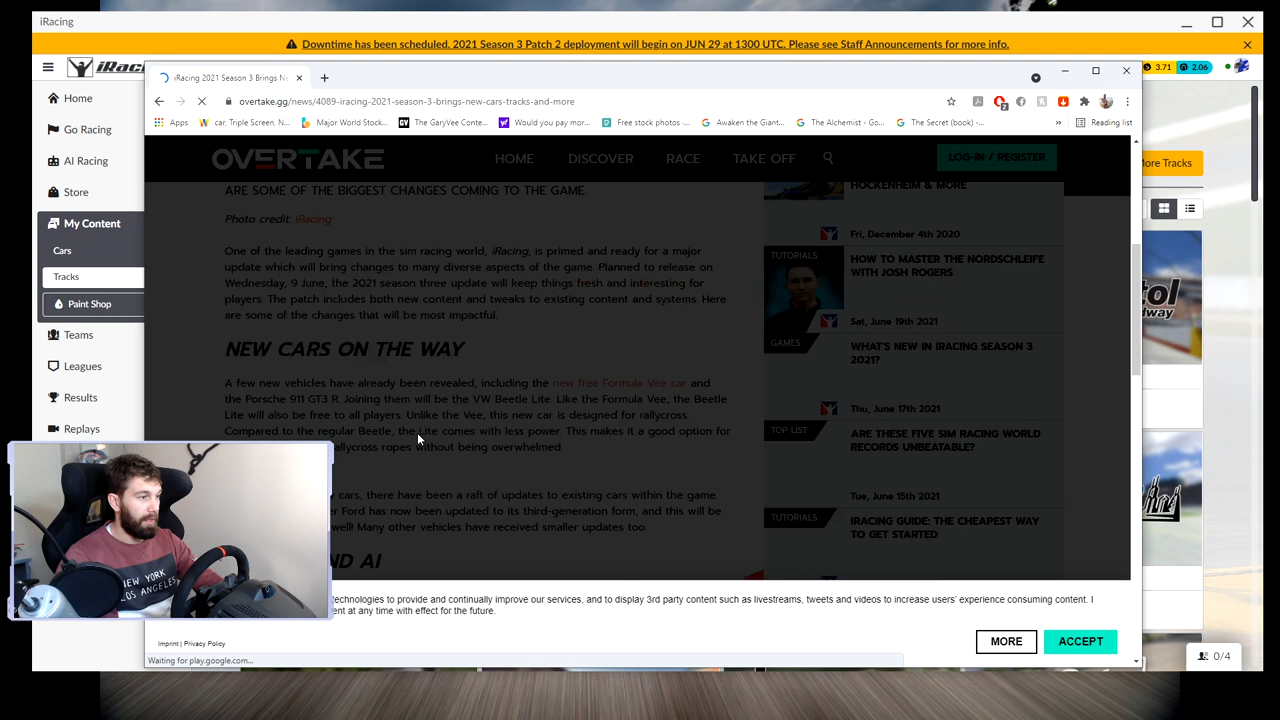 iRacing
Downtime has been scheduled. 2021 Season 3 Patch 2 deployment will begin on JUN 29 at 1300 UTC. Please see Staff Announcements for more info.
3.71
2.06
Home
Go Racing
AI Racing
Store
My Content
Cars
Tracks
Paint Shop
Teams
Leagues
Results
Replays
More Tracks
0/4
iRacing 2021 Season 3 Brings Ne
overtake.gg/news/4089-iracing-2021-season-3-brings-new-cars-tracks-and-more
Apps
car, Triple Screen, N...
Major World Stock...
The GaryVee Conte...
Would you pay mor...
Free stock photos -...
Awaken the Giant...
The Alchemist - Go...
The Secret (book) -...
»
Reading list
OVERTAKE
HOME
DISCOVER
RACE
TAKE OFF
LOG-IN / REGISTER
ARE SOME OF THE BIGGEST CHANGES COMING TO THE GAME.
Photo credit: iRacing
One of the leading games in the sim racing world, iRacing, is primed and ready for a major
update which will bring changes to many diverse aspects of the game. Planned to release on
Wednesday, 9 June, the 2021 season three update will keep things fresh and interesting for
players. The patch includes both new content and tweaks to existing content and systems. Here
are some of the changes that will be most impactful.
NEW CARS ON THE WAY
A few new vehicles have already been revealed, including the new free Formula Vee car and
the Porsche 911 GT3 R. Joining them will be the VW Beetle Lite. Like the Formula Vee, the Beetle
Lite will also be free to all players. Unlike the Vee, this new car is designed for rallycross.
Compared to the regular Beetle, the Lite comes with less power. This makes it a good option for
allycross ropes without being overwhelmed.
cars, there have been a raft of updates to existing cars within the game.
er Ford has now been updated to its third-generation form, and this will be
well! Many other vehicles have received smaller updates too.
ND AI
HOCKENHEIM & MORE
Fri, December 4th 2020
TUTORIALS
HOW TO MASTER THE NORDSCHLEIFE
WITH JOSH ROGERS
Sat, June 19th 2021
GAMES
WHAT'S NEW IN IRACING SEASON 3
2021?
Thu, June 17th 2021
TOP LIST
ARE THESE FIVE SIM RACING WORLD
RECORDS UNBEATABLE?
Tue, June 15th 2021
TUTORIALS
IRACING GUIDE: THE CHEAPEST WAY
TO GET STARTED
echnologies to provide and continually improve our services, and to display 3rd party content such as livestreams, tweets and videos to increase users' experience consuming content. I
ent at any time with effect for the future.
Imprint | Privacy Policy
MORE
ACCEPT
Waiting for play.google.com...
NEW YORK
LOS ANGELES